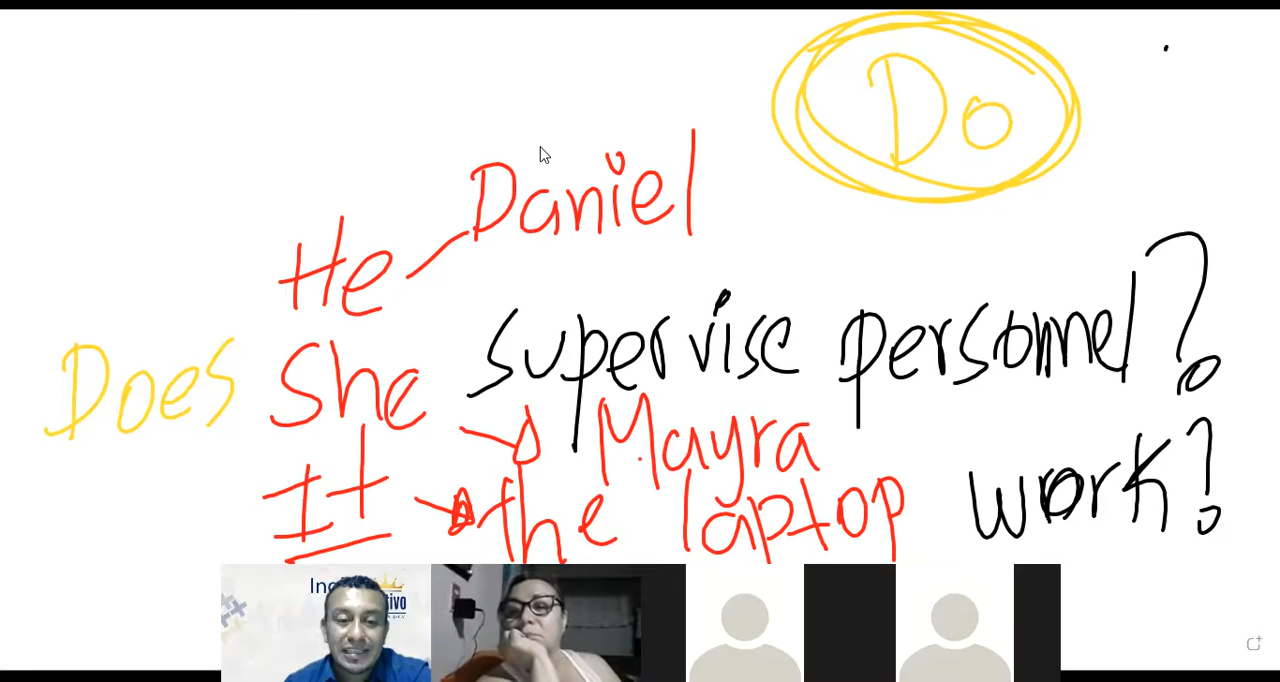 Do
Daniel
He
Does She supervise personnel?
Mayra
It the laptop work?